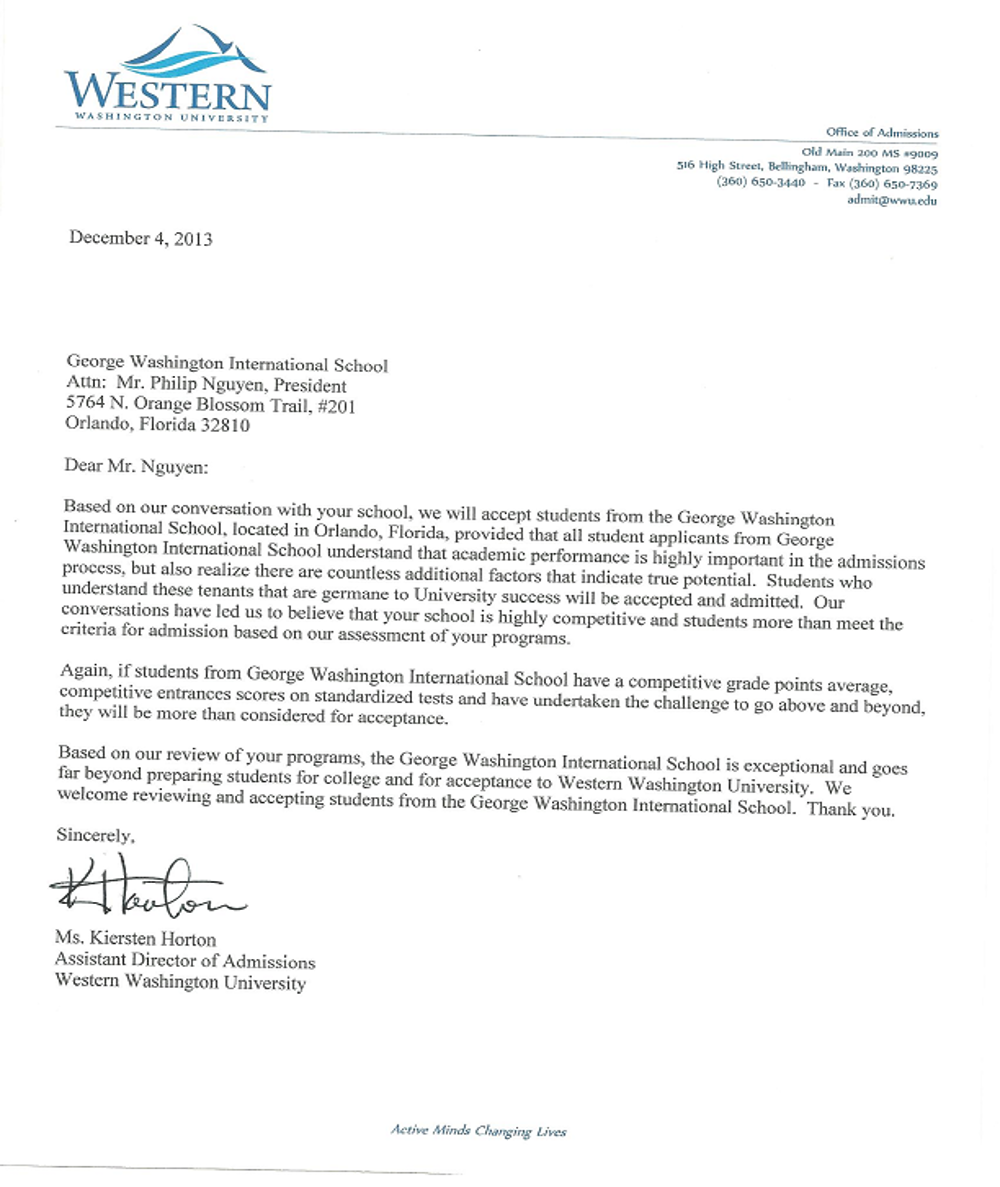 WESTERN
WASHINGTON UNIVERSITY
Office of Admissions
Old Main 200 MS #9009
516 High Street, Bellingham, Washington 98225
(360) 650-3440 - Fax (360) 650-7369
admit@wwu.edu
December 4, 2013
George Washington International School
Attn: Mr. Philip Nguyen, President
5764 N. Orange Blossom Trail, #201
Orlando, Florida 32810
Dear Mr. Nguyen:
Based on our conversation with your school, we will accept students from the George Washington
International School, located in Orlando, Florida, provided that all student applicants from George
Washington International School understand that academic performance is highly important in the admissions
process, but also realize there are countless additional factors that indicate true potential. Students who
understand these tenants that are germane to University success will be accepted and admitted. Our
conversations have led us to believe that your school is highly competitive and students more than meet the
criteria for admission based on our assessment of your programs.
Again, if students from George Washington International School have a competitive grade points average,
competitive entrances scores on standardized tests and have undertaken the challenge to go above and beyond,
they will be more than considered for acceptance.
Based on our review of your programs, the George Washington International School is exceptional and goes
far beyond preparing students for college and for acceptance to Western Washington University. We
welcome reviewing and accepting students from the George Washington International School. Thank you.
Sincerely,
K Horton
Ms. Kiersten Horton
Assistant Director of Admissions
Western Washington University
Active Minds Changing Lives